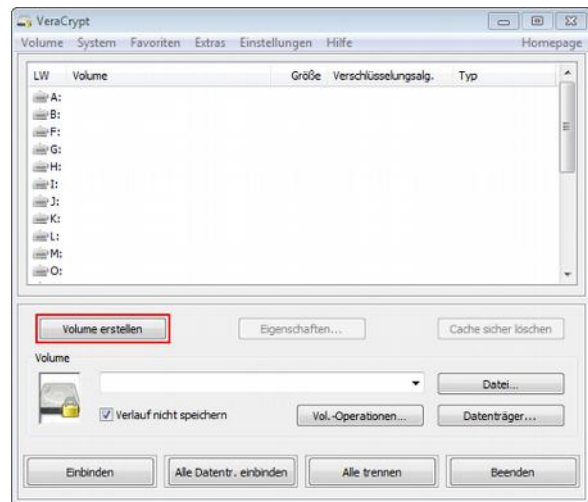 VeraCrypt
Volume System Favoriten Extras Einstellungen Hilfe Homepage
LW Volume Größe Verschlüsselungsalg. Typ
A:
B:
F:
G:
H:
I:
J:
K:
L:
M:
O:
Volume erstellen Eigenschaften... Cache sicher löschen
Volume
Datei...
Verlauf nicht speichern Vol.-Operationen... Datenträger...
Einbinden Alle Datentr. einbinden Alle trennen Beenden